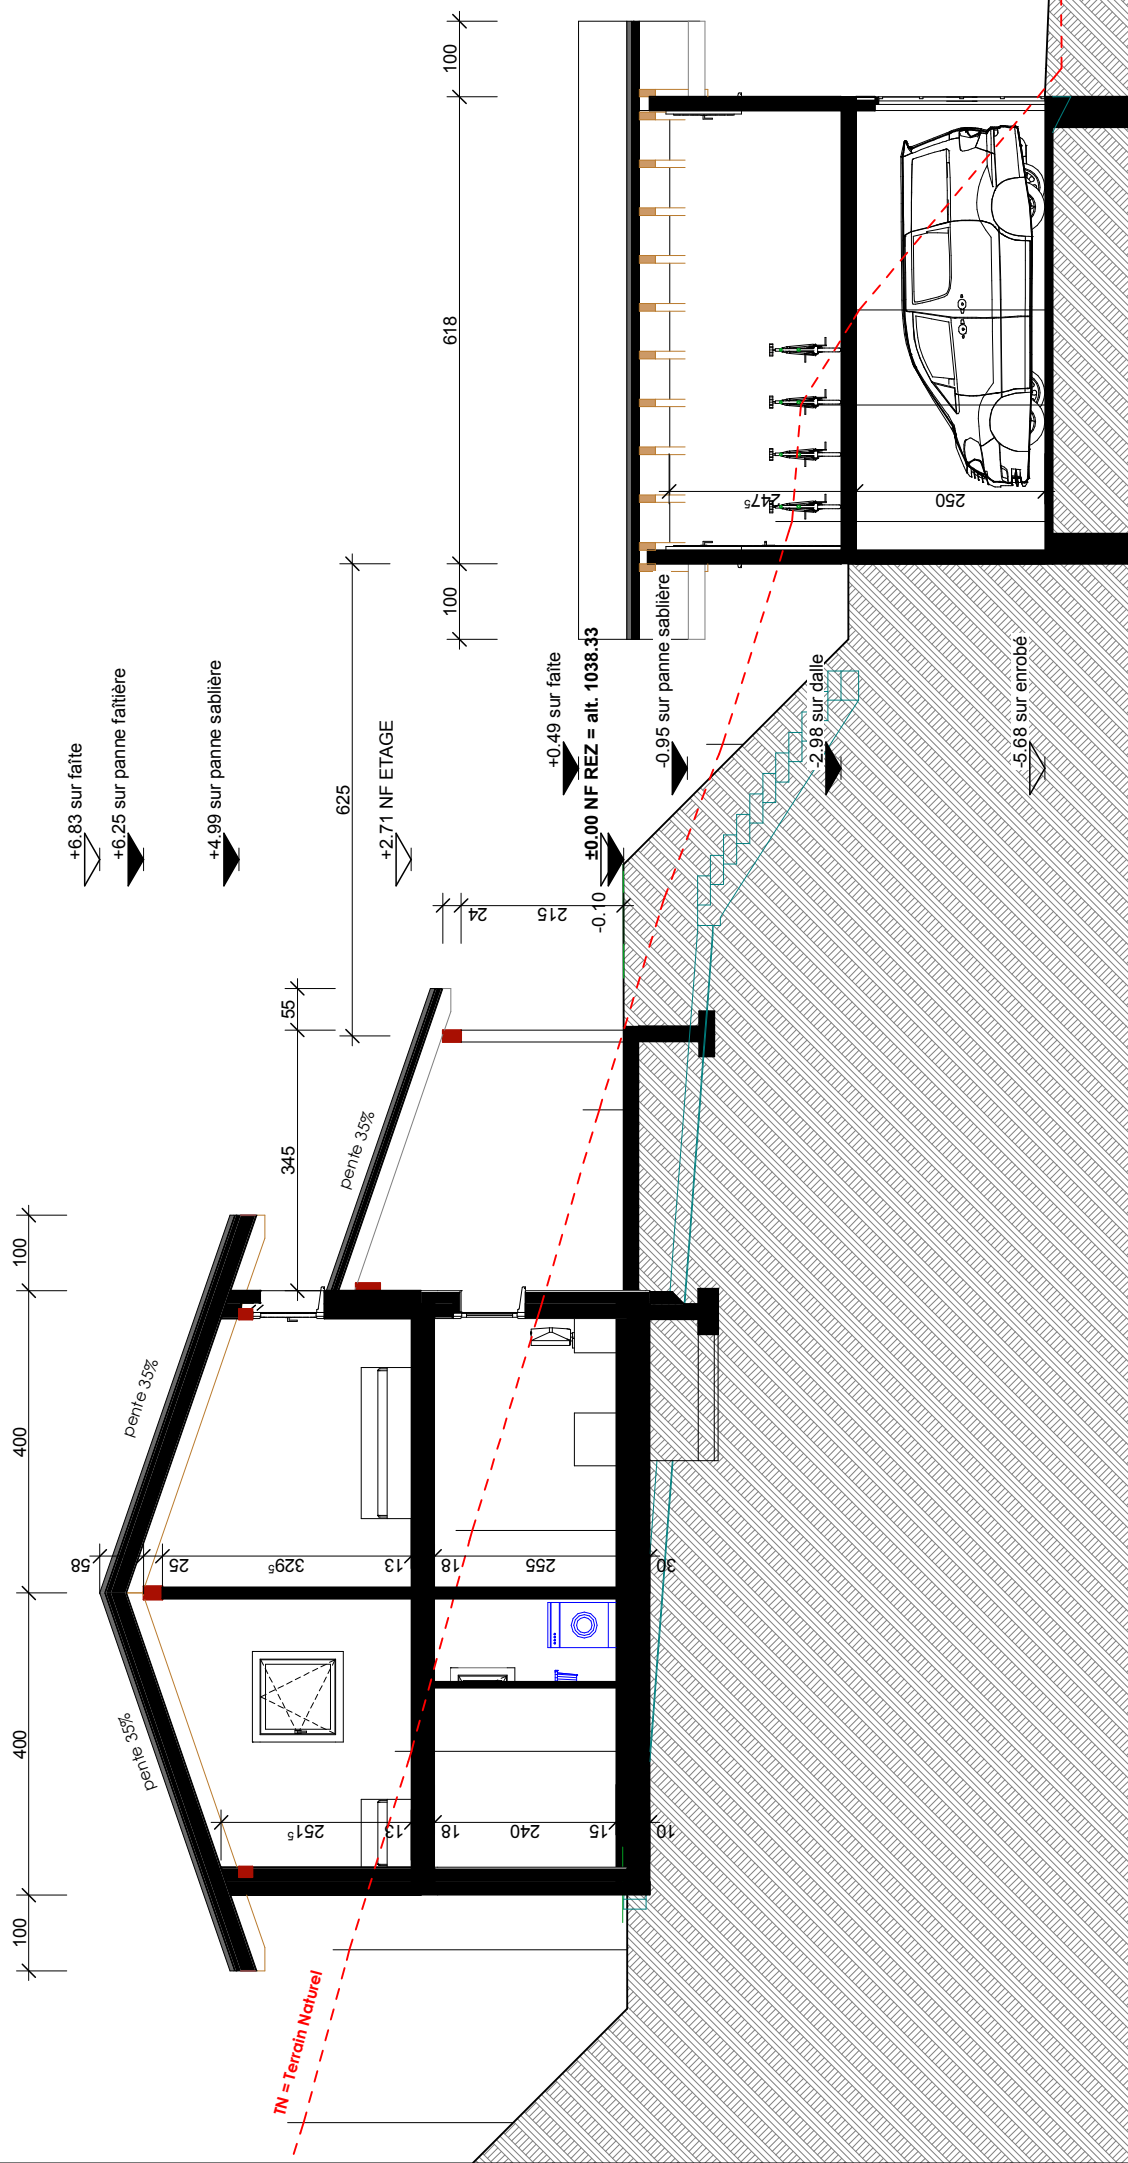 100
400
400
100
+6.83 sur faîte
+6.25 sur panne faîtière
+4.99 sur panne sablière
+2.71 NF ETAGE
+0.49 sur faîte
±0.00 NF REZ = alt. 1038.33
-0.95 sur panne sablière
-2.98 sur dalle
-5.68 sur enrobé
-0.10
TN = Terrain Naturel
pente 35%
pente 35%
pente 35%
345
55
625
100
618
100
24
215
58
25
329⁵
13
18
255
30
251⁵
13
18
240
15
10
247⁵
250